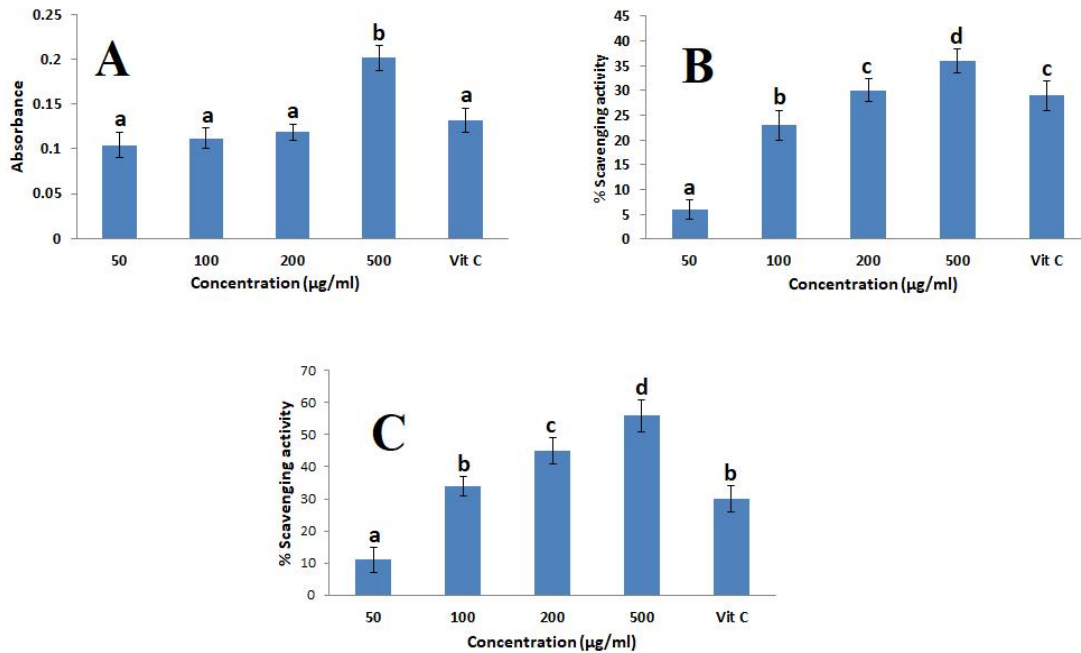 A
Absorbance
0.25
0.2
0.15
0.1
0.05
0
a
a
a
b
a
50 100 200 500 Vit C
Concentration (µg/ml)
B
% Scavenging activity
45
40
35
30
25
20
15
10
5
0
a
b
c
d
c
50 100 200 500 Vit C
Concentration (µg/ml)
C
% Scavenging activity
70
60
50
40
30
20
10
0
a
b
c
d
b
50 100 200 500 Vit C
Concentration (µg/ml)